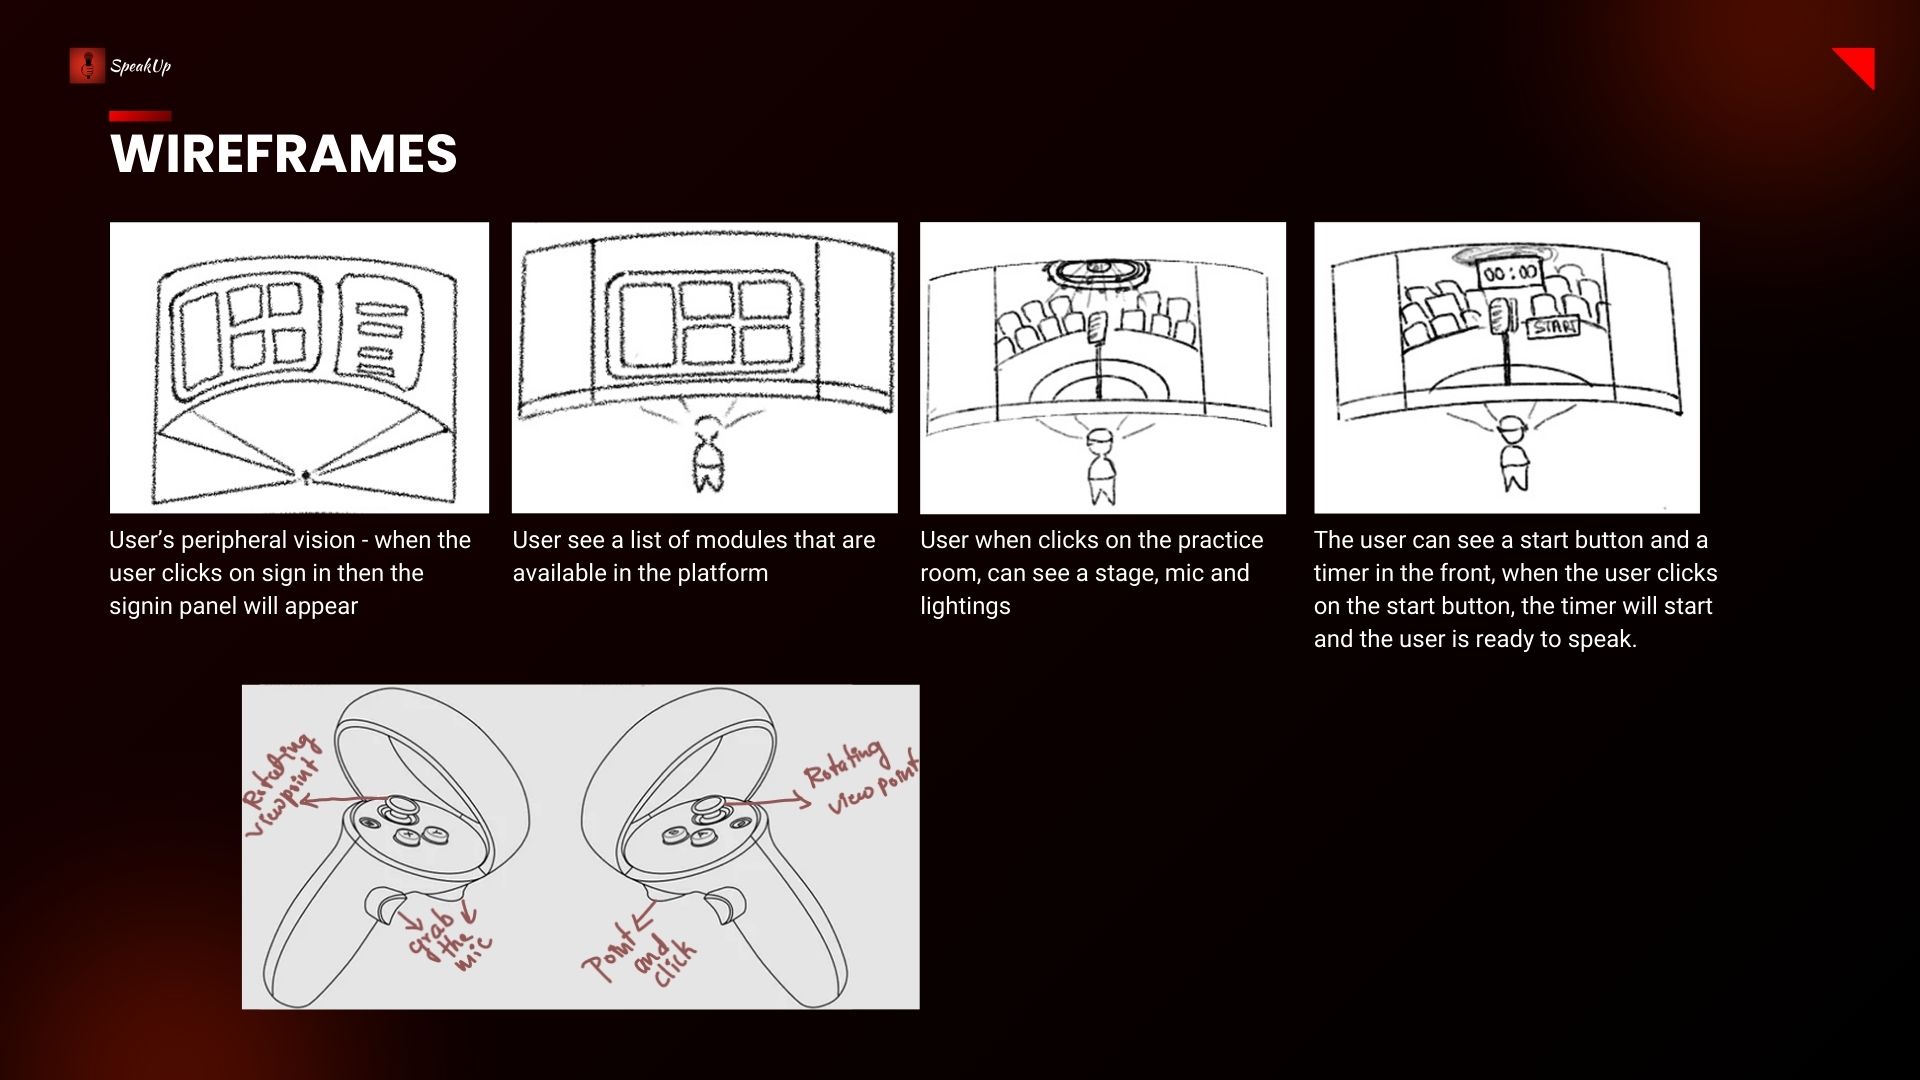 SpeakUp
WIREFRAMES
00:00
START
User’s peripheral vision - when the
user clicks on sign in then the
signin panel will appear
User see a list of modules that are
available in the platform
User when clicks on the practice
room, can see a stage, mic and
lightings
The user can see a start button and a
timer in the front, when the user clicks
on the start button, the timer will start
and the user is ready to speak.
Rotating
viewpoint
grab
the
mic
Rotating
viewpoint
Point
and
click